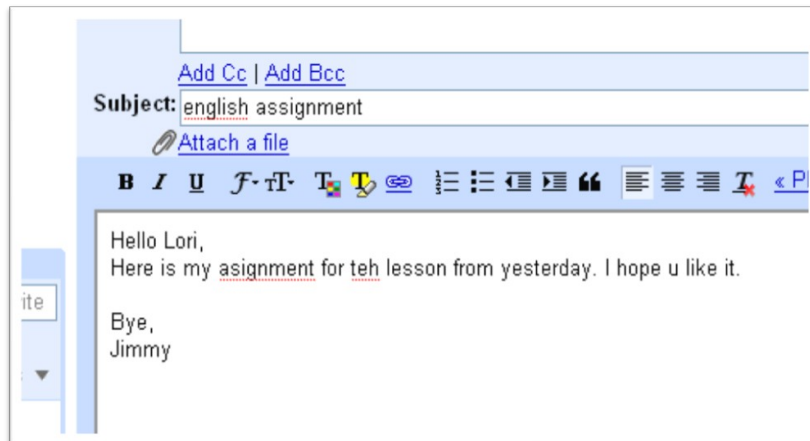 Add Cc | Add Bcc
Subject: english assignment
Attach a file
B I U F TT T T T « Pl
Hello Lori,
Here is my asignment for teh lesson from yesterday. I hope u like it.
ite
Bye,
Jimmy